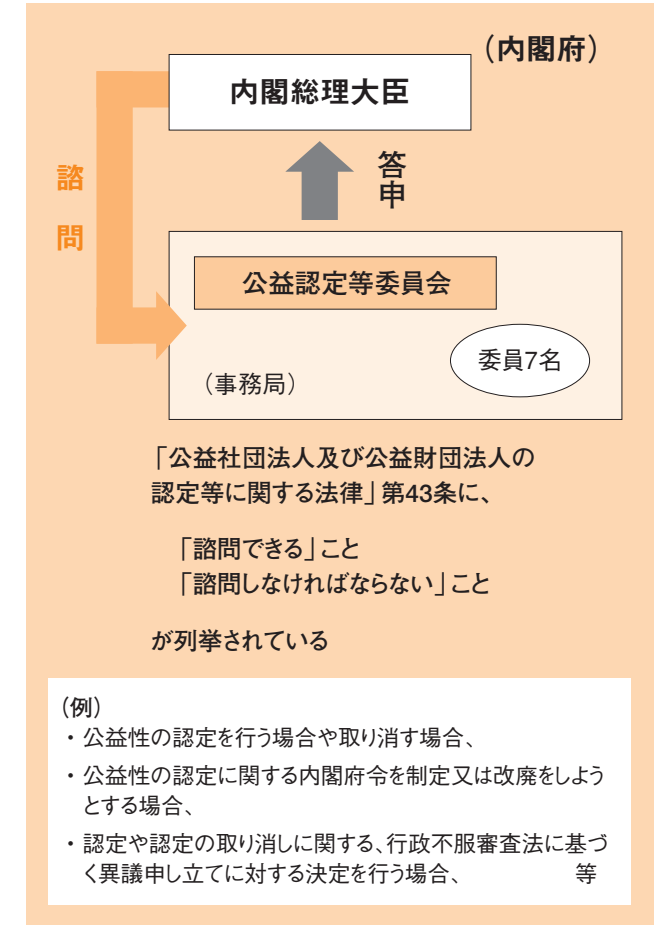 （内閣府）
内閣総理大臣
答申
諮問
公益認定等委員会
委員7名
（事務局）
「公益社団法人及び公益財団法人の
認定等に関する法律」第43条に、
「諮問できる」こと
「諮問しなければならない」こと
が列挙されている
（例）
・公益性の認定を行う場合や取り消す場合、
・公益性の認定に関する内閣府令を制定又は改廃をしよう
とする場合、
・認定や認定の取り消しに関する、行政不服審査法に基づ
く異議申し立てに対する決定を行う場合、 等